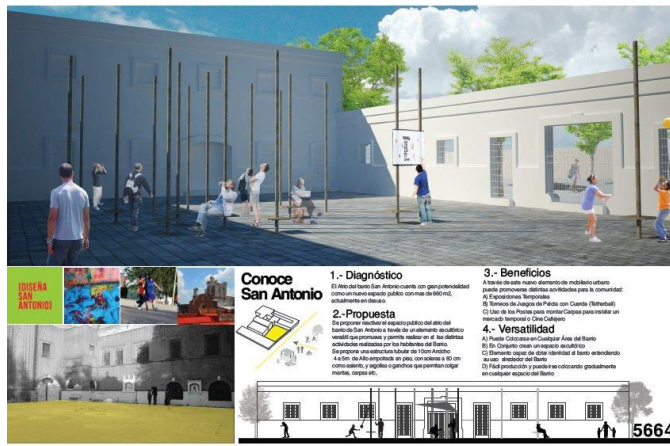 [DISEÑA
SAN
ANTONIO]
Conoce
San Antonio
1.- Diagnóstico
El Atrio del barrio San Antonio cuenta con gran potencialidad
como un nuevo espacio publico con mas de 660 m2,
actualmente en desuso.
2.-Propuesta
Se proponer reactivar el espacio publico del atrio del
barrio de San Antonio a través de un elemento escultórico
versátil que promueva y permita realizar en el las distintas
actividades realizadas por los habitantes del Barrio
Se propone una estructura tubular de 10cm Ancho
4 a 5m de Alto empotrada en piso, con soleras a 60 cm
como asiento, y argollas o ganchos que permitan colgar
mantas, carpas etc,
3.- Beneficios
A través de este nuevo elemento de mobiliario urbano
puede promoverse distintas actividades para la comunidad:
A) Exposiciones Temporales
B) Torneos de Juegos de Pelota con Cuerda (Tetherball)
C) Uso de los Postes para montar Carpas para instalar un
mercado temporal o Cine Callejero
4.- Versatilidad
A) Puede Colocarse en Cualquier Área del Barrio
B) En Conjunto crean un espacio escultórico
C) Elemento capaz de dotar identidad al barrio extendiendo
su uso alrededor del Barrio
D) Fácil producción y puede irse colocando gradualmente
en cualquier espacio del Barrio
5664